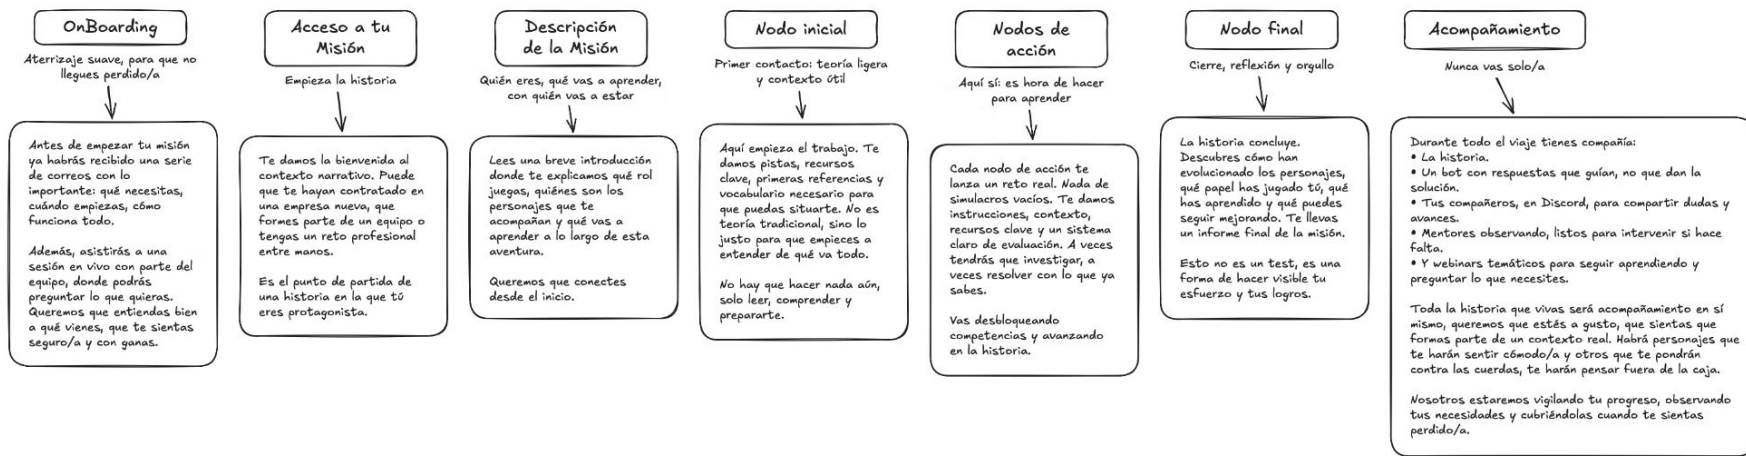 OnBoarding
Aterrizaje suave, para que no
llegues perdido/a
Antes de empezar tu misión
ya habrás recibido una serie
de correos con lo
importante: qué necesitas,
cuándo empiezas, cómo
funciona todo.
Además, asistirás a una
sesión en vivo con parte del
equipo, donde podrás
preguntar lo que quieras.
Queremos que entiendas bien
a qué vienes, que te sientas
seguro/a y con ganas.
Acceso a tu
Misión
Empieza la historia
Te damos la bienvenida al
contexto narrativo. Puede
que te hayan contratado en
una empresa nueva, que
formes parte de un equipo o
tengas un reto profesional
entre manos.
Es el punto de partida de
una historia en la que tú
eres protagonista.
Descripción
de la Misión
Quién eres, qué vas a aprender,
con quién vas a estar
Lees una breve introducción
donde te explicamos qué rol
juegas, quiénes son los
personajes que te
acompañan y qué vas a
aprender a lo largo de esta
aventura.
Queremos que conectes
desde el inicio.
Nodo inicial
Primer contacto: teoría ligera
y contexto útil
Aquí empieza el trabajo. Te
damos pistas, recursos
clave, primeras referencias y
vocabulario necesario para
que puedas situarte. No es
teoría tradicional, sino lo
justo para que empieces a
entender de qué va todo.
No hay que hacer nada aún,
solo leer, comprender y
prepararte.
Nodos de
acción
Aquí sí: es hora de hacer
para aprender
Cada nodo de acción te
lanza un reto real. Nada de
simulacros vacíos. Te damos
instrucciones, contexto,
recursos clave y un sistema
claro de evaluación. A veces
tendrás que investigar, a
veces resolver con lo que ya
sabes.
Vas desbloqueando
competencias y avanzando
en la historia.
Nodo final
Cierre, reflexión y orgullo
La historia concluye.
Descubres cómo han
evolucionado los personajes,
qué papel has jugado tú, qué
has aprendido y qué puedes
seguir mejorando. Te llevas
un informe final de la misión.
Esto no es un test, es una
forma de hacer visible tu
esfuerzo y tus logros.
Acompañamiento
Nunca vas solo/a
Durante todo el viaje tienes compañía:
• La historia.
• Un bot con respuestas que guían, no que dan la
solución.
• Tus compañeros, en Discord, para compartir dudas y
avances.
• Mentores observando, listos para intervenir si hace
falta.
• Y webinars temáticos para seguir aprendiendo y
preguntar lo que necesites.
Toda la historia que vivas será acompañamiento en sí
mismo, queremos que estés a gusto, que sientas que
formas parte de un contexto real. Habrá personajes que
te harán sentir cómodo/a y otros que te pondrán
contra las cuerdas, te harán pensar fuera de la caja.
Nosotros estaremos vigilando tu progreso, observando
tus necesidades y cubriéndolas cuando te sientas
perdido/a.